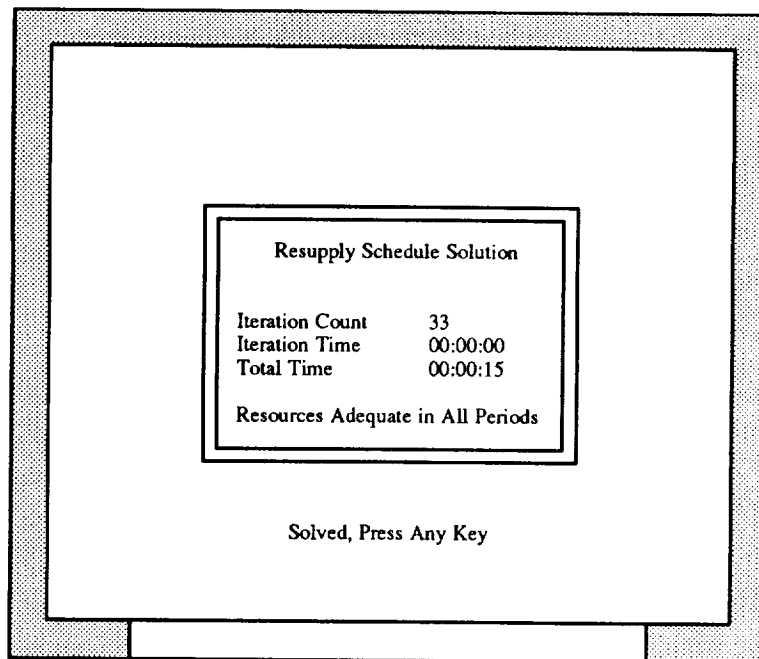 Resupply Schedule Solution
Iteration Count 33
Iteration Time 00:00:00
Total Time 00:00:15
Resources Adequate in All Periods
Solved, Press Any Key